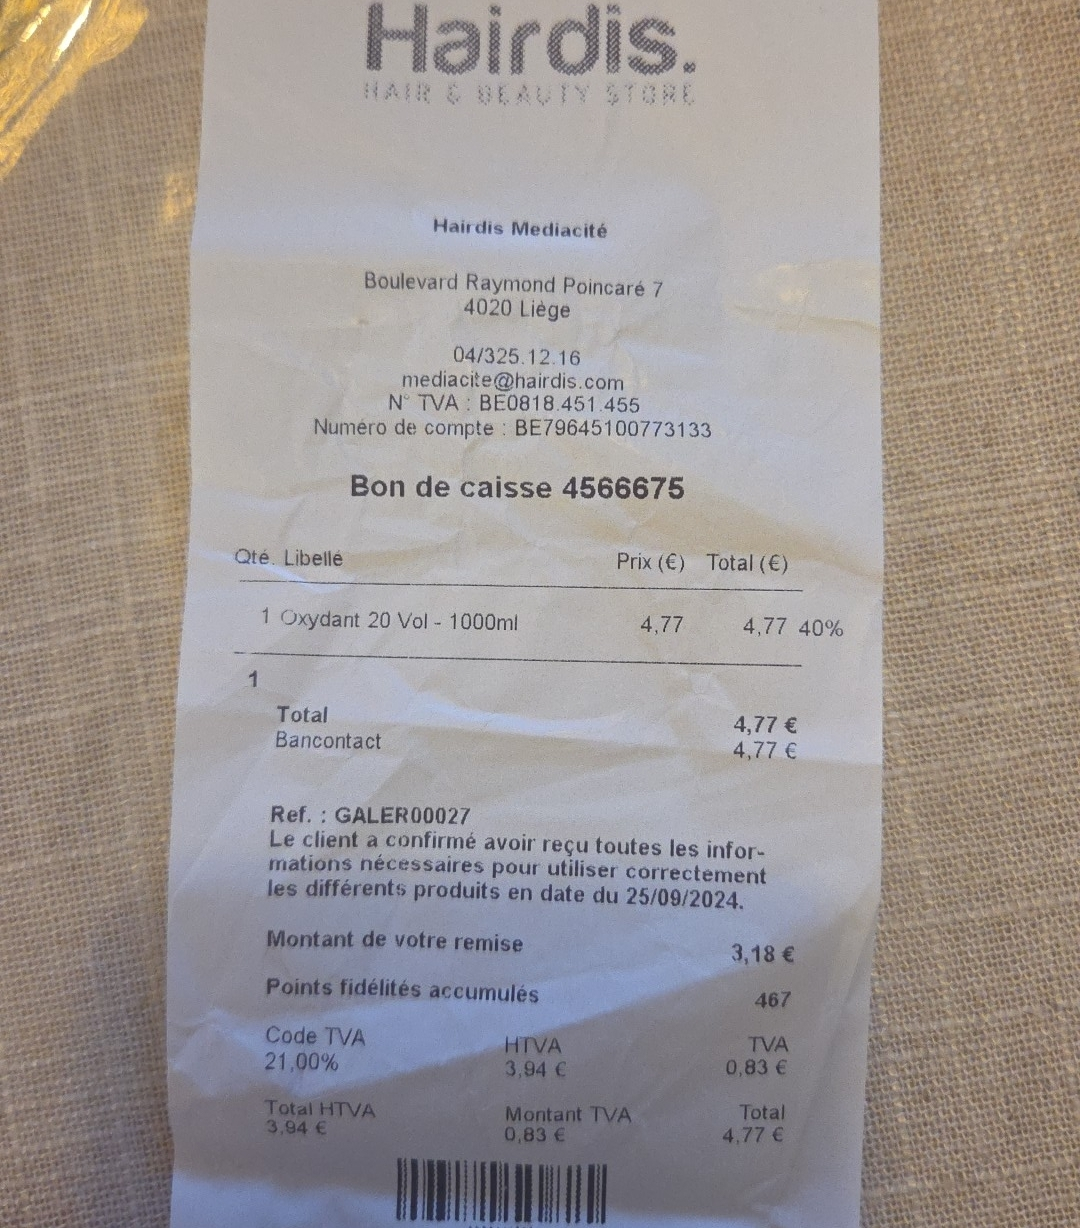 Hairdis.
HAIR & BEAUTY STORE
Hairdis Mediacité
Boulevard Raymond Poincaré 7
4020 Liège
04/325.12.16
mediacite@hairdis.com
N° TVA : BE0818.451.455
Numéro de compte : BE79645100773133
Bon de caisse 4566675
Qté. Libellé Prix (€) Total (€)
1 Oxydant 20 Vol - 1000ml 4,77 4,77 40%
1
Total 4,77 €
Bancontact 4,77 €
Ref. : GALER00027
Le client a confirmé avoir reçu toutes les infor-
mations nécessaires pour utiliser correctement
les différents produits en date du 25/09/2024.
Montant de votre remise 3,18 €
Points fidélités accumulés 467
Code TVA HTVA TVA
21,00% 3,94 € 0,83 €
Total HTVA Montant TVA Total
3,94 € 0,83 € 4,77 €